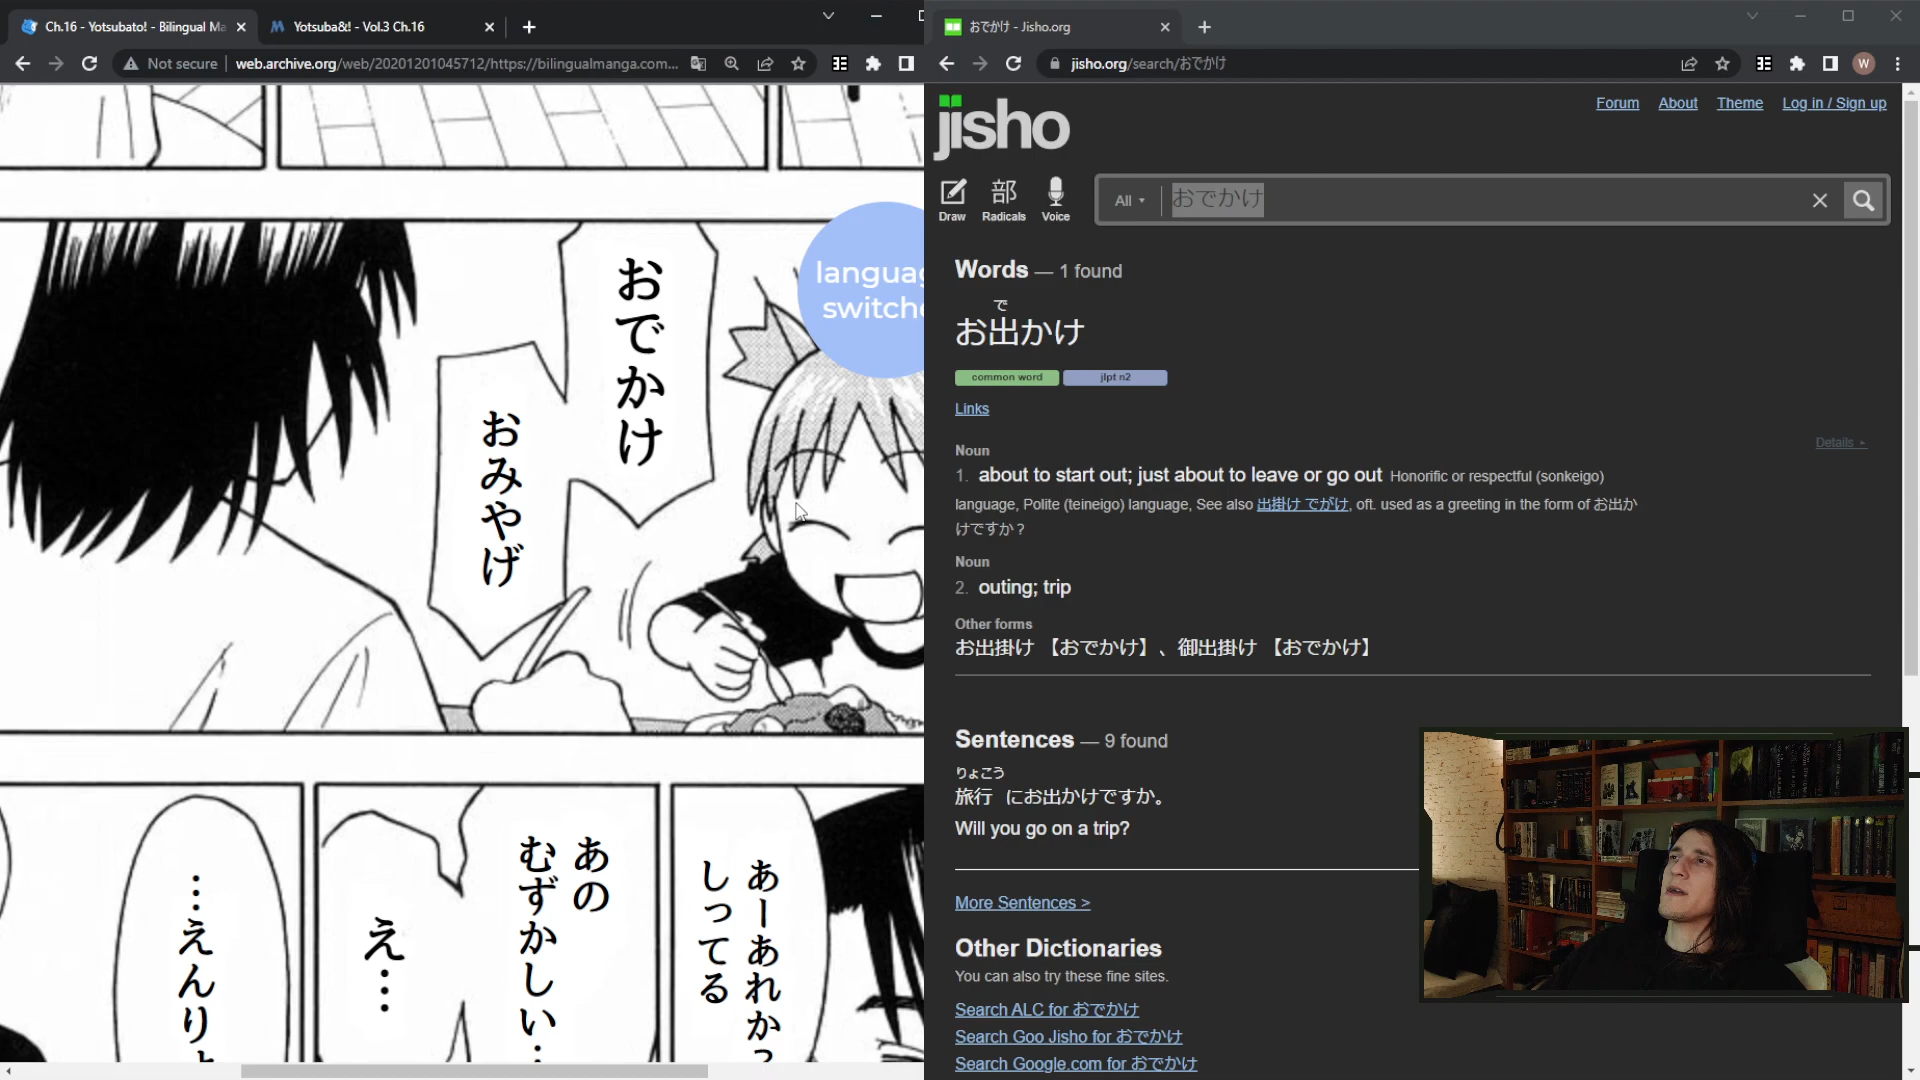 Ch.16 - Yotsubato! - Bilingual Ma
Yotsuba&! - Vol.3 Ch.16
Not secure
web.archive.org/web/20201201045712/https://bilingualmanga.com...
おでかけ
おみやげ
languag
switche
あーあれかっ
しってる
あの
むずかしい…
え…
…えんりょ
おでかけ - Jisho.org
jisho.org/search/おでかけ
W
jisho
Forum
About
Theme
Log in / Sign up
Draw
部
Radicals
Voice
All
おでかけ
Words — 1 found
で
お出かけ
common word
jlpt n2
Links
Details
Noun
1. about to start out; just about to leave or go out Honorific or respectful (sonkeigo)
language, Polite (teineigo) language, See also 出掛け でがけ, oft. used as a greeting in the form of お出か
けですか?
Noun
2. outing; trip
Other forms
お出掛け 【おでかけ】、御出掛け 【おでかけ】
Sentences — 9 found
りょこう
旅行 にお出かけですか。
Will you go on a trip?
More Sentences >
Other Dictionaries
You can also try these fine sites.
Search ALC for おでかけ
Search Goo Jisho for おでかけ
Search Google.com for おでかけ